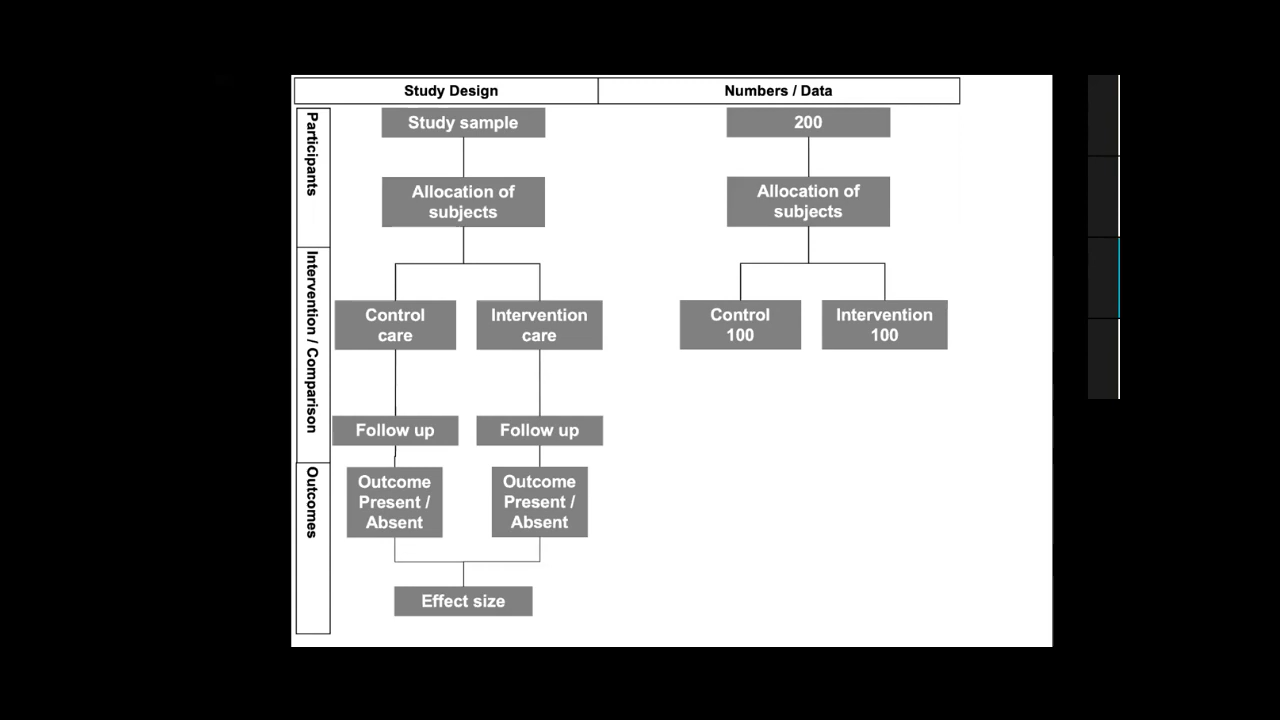 Study Design
Numbers / Data
Participants
Study sample
200
Allocation of
subjects
Allocation of
subjects
Intervention / Comparison
Control
care
Intervention
care
Control
100
Intervention
100
Follow up
Follow up
Outcomes
Outcome
Present /
Absent
Outcome
Present /
Absent
Effect size